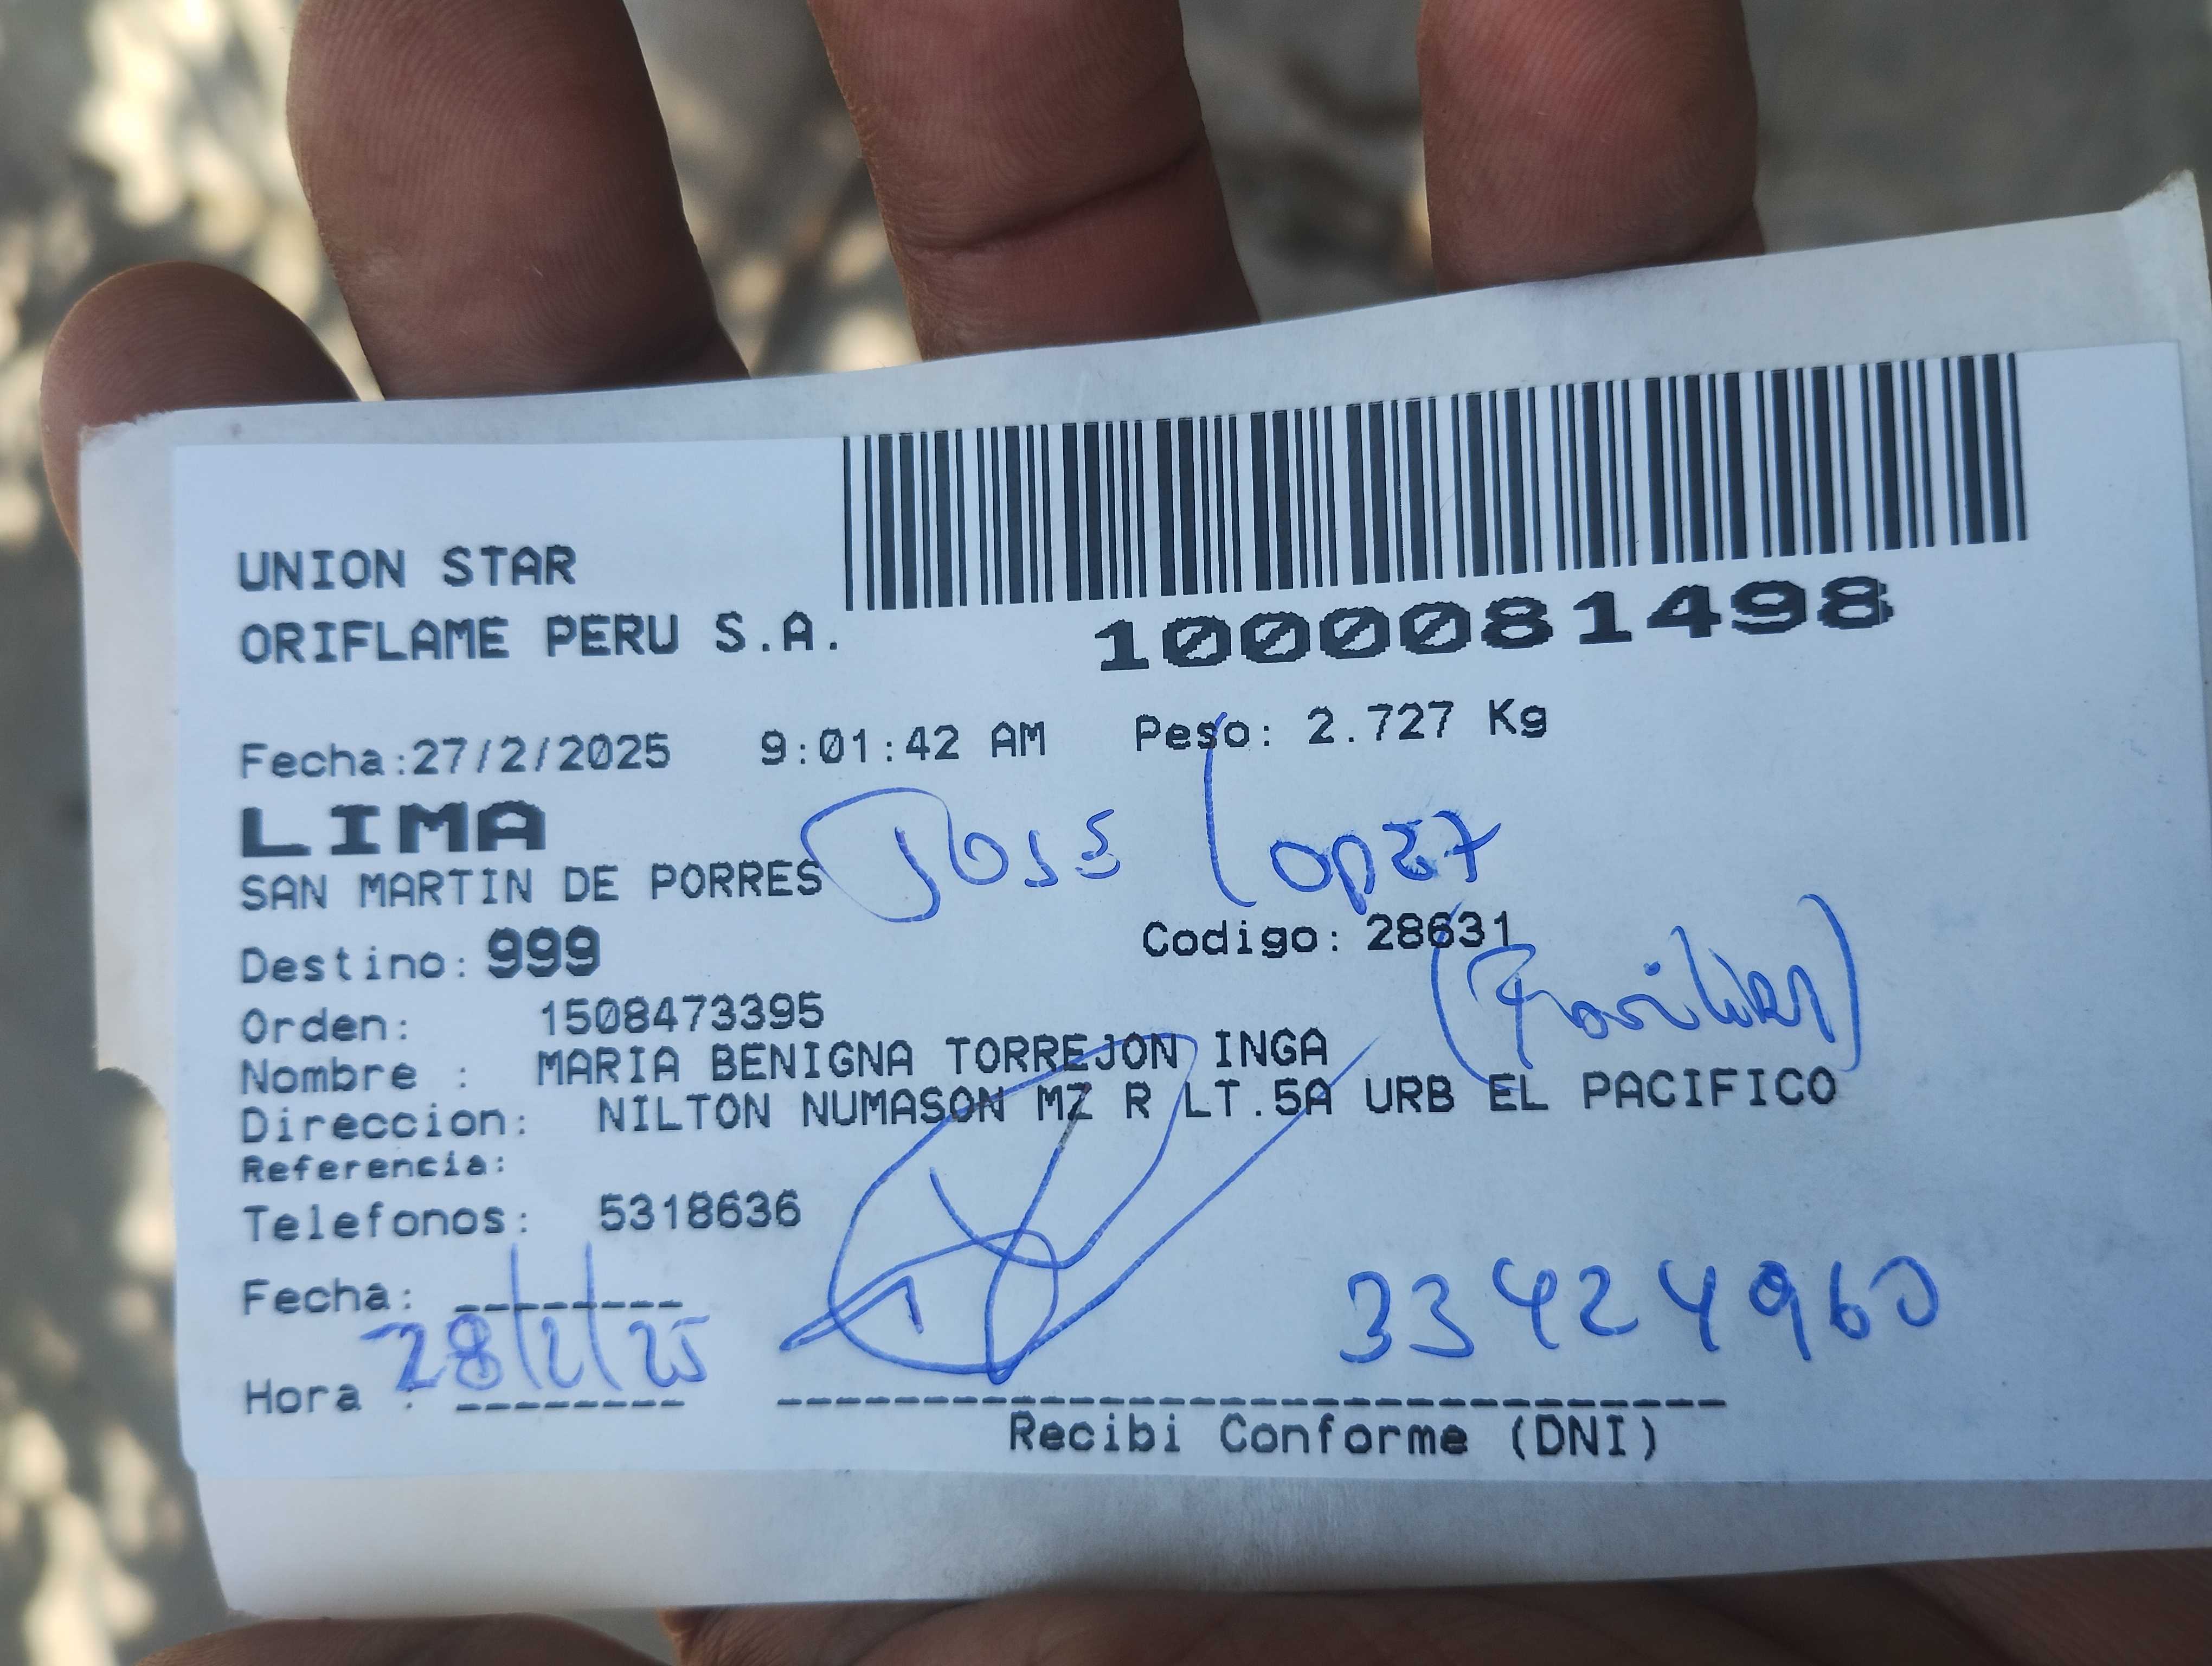 UNION STAR
ORIFLAME PERU S.A.
1000081498
Fecha:27/2/2025 9:01:42 AM Peso: 2.727 Kg
LIMA
José Lopez
SAN MARTIN DE PORRES
Destino: 999 Codigo: 28631
(Familiar)
Orden: 1508473395
Nombre : MARIA BENIGNA TORREJON INGA
Direccion: NILTON NUMASON MZ R LT.5A URB EL PACIFICO
Referencia:
Telefonos: 5318636
Fecha: 28/2/25
33424960
Hora :
Recibi Conforme (DNI)